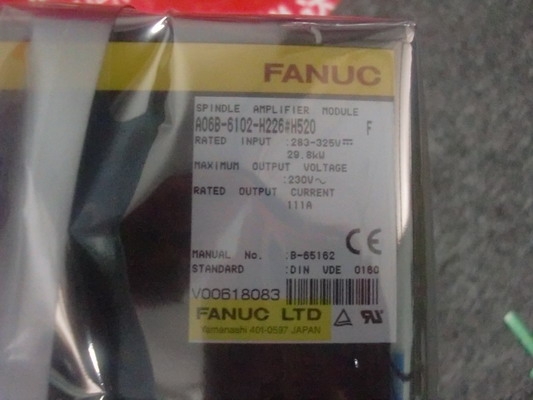 FANUC
SPINDLE AMPLIFIER MODULE
A06B-6102-H226#H520 F
RATED INPUT :283-325V⎓
29.8kW
MAXIMUM OUTPUT VOLTAGE
:230V～
RATED OUTPUT CURRENT
111A
MANUAL No. :B-65162
STANDARD :DIN VDE 0160
CE
V00618083
FANUC LTD
Yamanashi 401-0597 JAPAN